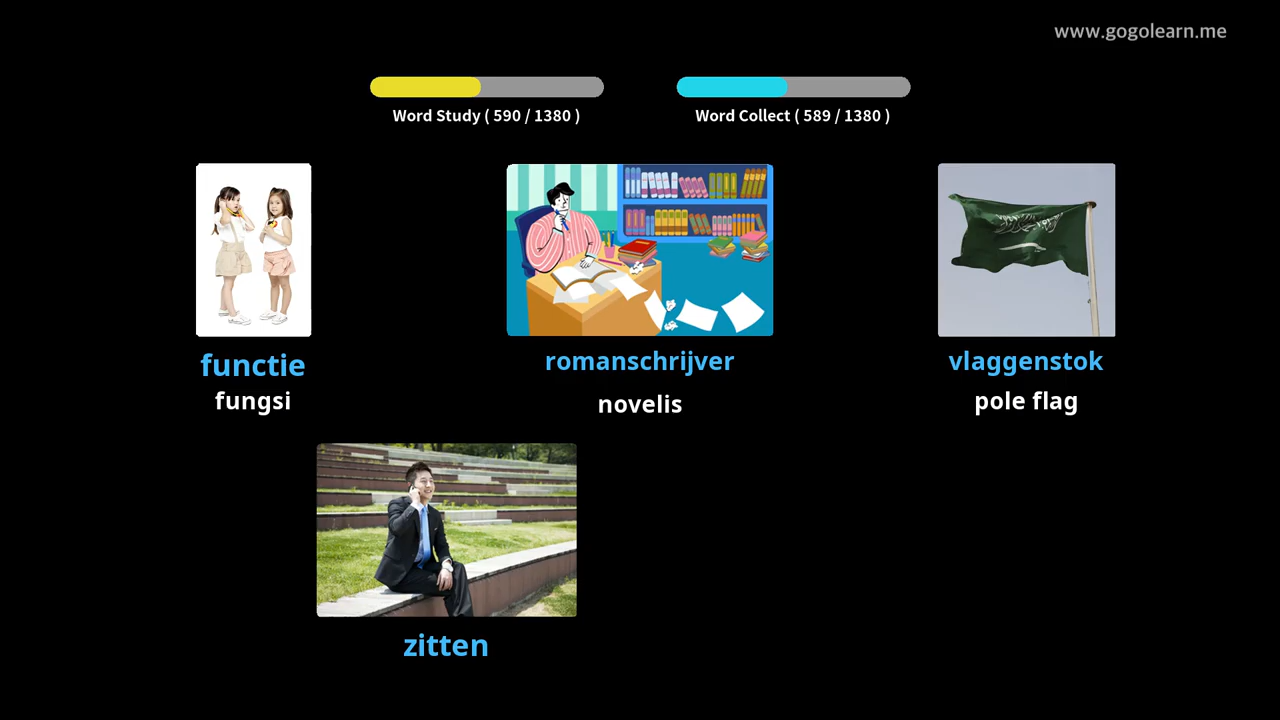 www.gogolearn.me
Word Study ( 590 / 1380 )
Word Collect ( 589 / 1380 )
functie
fungsi
romanschrijver
novelis
vlaggenstok
pole flag
zitten